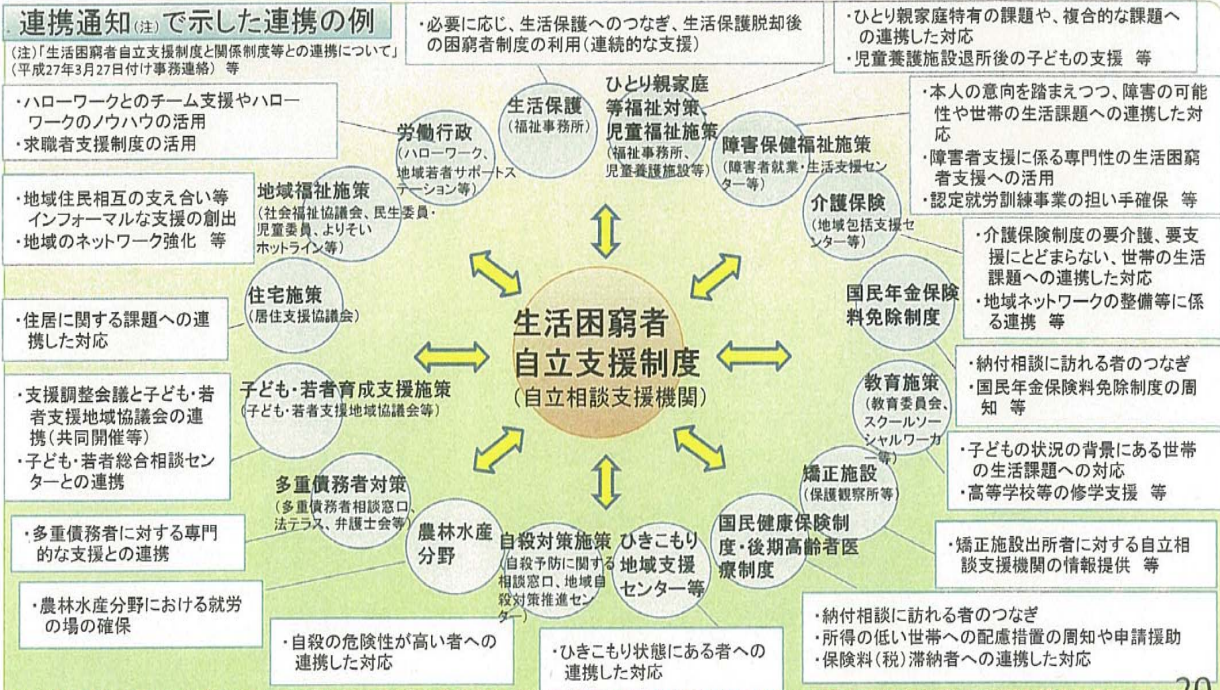 連携通知(注)で示した連携の例
(注)「生活困窮者自立支援制度と関係制度等との連携について」
(平成27年3月27日付け事務連絡) 等
・必要に応じ、生活保護へのつなぎ、生活保護脱却後
の困窮者制度の利用(連続的な支援)
・ひとり親家庭特有の課題や、複合的な課題へ
の連携した対応
・児童養護施設退所後の子どもの支援 等
・ハローワークとのチーム支援やハロー
ワークのノウハウの活用
・求職者支援制度の活用
労働行政
(ハローワーク、
地域若者サポートス
テーション等)
生活保護
(福祉事務所)
ひとり親家庭
等福祉対策、
児童福祉施策
(福祉事務所、
児童養護施設等)
障害保健福祉施策
(障害者就業・生活支援セン
ター等)
・本人の意向を踏まえつつ、障害の可能
性や世帯の生活課題への連携した対
応
・障害者支援に係る専門性の生活困窮
者支援への活用
・認定就労訓練事業の担い手確保 等
・地域住民相互の支え合い等
インフォーマルな支援の創出
・地域のネットワーク強化 等
地域福祉施策
(社会福祉協議会、民生委員・
児童委員、よりそい
ホットライン等)
介護保険
(地域包括支援セ
ンター等)
・介護保険制度の要介護、要支
援にとどまらない、世帯の生活
課題への連携した対応
・地域ネットワークの整備等に係
る連携 等
・住居に関する課題への連
携した対応
住宅施策
(居住支援協議会)
生活困窮者
自立支援制度
(自立相談支援機関)
国民年金保険
料免除制度
・納付相談に訪れる者のつなぎ
・国民年金保険料免除制度の周
知 等
・支援調整会議と子ども・若
者支援地域協議会の連
携(共同開催等)
・子ども・若者総合相談セン
ターとの連携
子ども・若者育成支援施策
(子ども・若者支援地域協議会等)
教育施策
(教育委員会、
スクールソー
シャルワーカ
ー等)
・子どもの状況の背景にある世帯
の生活課題への対応
・高等学校等の修学支援 等
多重債務者対策
(多重債務者相談窓口、
法テラス、弁護士会等)
・多重債務者に対する専門
的な支援との連携
矯正施設
(保護観察所等)
・矯正施設出所者に対する自立相
談支援機関の情報提供 等
農林水産
分野
・農林水産分野における就労
の場の確保
自殺対策施策
(自殺予防に関する
相談窓口、地域自
殺対策推進セン
ター)
・自殺の危険性が高い者への
連携した対応
ひきこもり
地域支援
センター等
・ひきこもり状態にある者への
連携した対応
国民健康保険制
度・後期高齢者医
療制度
・納付相談に訪れる者のつなぎ
・所得の低い世帯への配慮措置の周知や申請援助
・保険料(税)滞納者への連携した対応
20